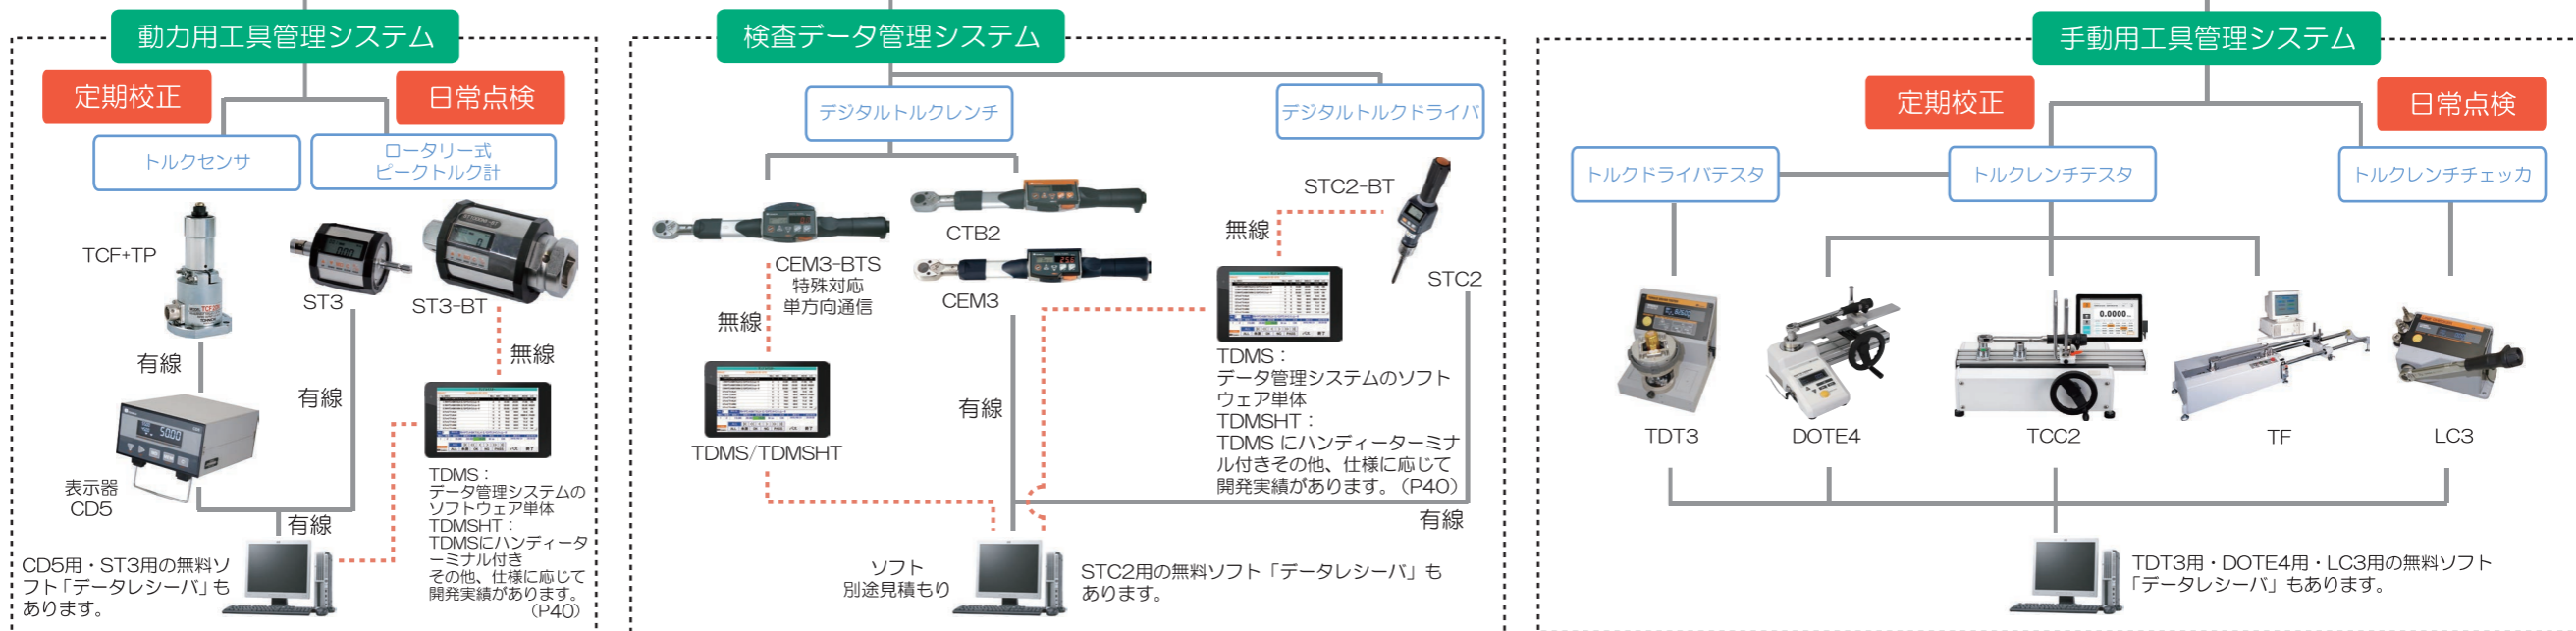 動力用工具管理システム
定期校正
日常点検
トルクセンサ
ロータリー式
ピークトルク計
TCF+TP
ST3
ST3-BT
有線
有線
無線
表示器
CD5
有線
TDMS：
データ管理システムの
ソフトウェア単体
TDMSHT：
TDMSにハンディータ
ーミナル付き
その他、仕様に応じて
開発実績があります。
（P40）
CD5用・ST3用の無料ソ
フト「データレシーバ」も
あります。
検査データ管理システム
デジタルトルクレンチ
デジタルトルクドライバ
CEM3-BTS
特殊対応
単方向通信
CTB2
CEM3
STC2-BT
無線
STC2
無線
TDMS/TDMSHT
有線
TDMS：
データ管理システムのソフト
ウェア単体
TDMSHT：
TDMS にハンディーターミナ
ル付きその他、仕様に応じて
開発実績があります。（P40）
有線
ソフト
別途見積もり
STC2用の無料ソフト「データレシーバ」も
あります。
手動用工具管理システム
定期校正
日常点検
トルクドライバテスタ
トルクレンチテスタ
トルクレンチチェッカ
0.0000
TDT3
DOTE4
TCC2
TF
LC3
TDT3用・DOTE4用・LC3用の無料ソフト
「データレシーバ」もあります。